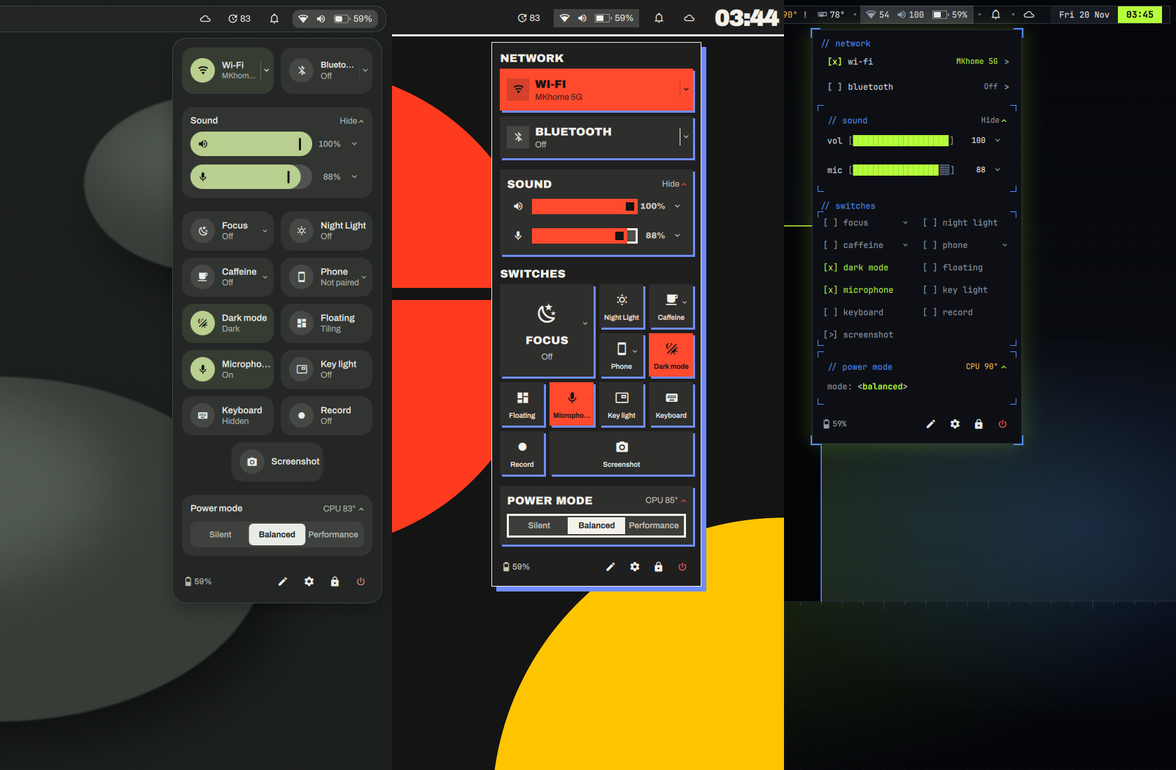 83
59%
Wi-Fi
MKhom...
Blueto...
Off
Sound
Hide
100%
88%
Focus
Off
Night Light
Off
Caffeine
Off
Phone
Not paired
Dark mode
Dark
Floating
Tiling
Micropho...
On
Key light
Off
Keyboard
Hidden
Record
Off
Screenshot
Power mode
CPU 83°
Silent
Balanced
Performance
59%
83
59%
03:44
NETWORK
WI-FI
MKhome 5G
BLUETOOTH
Off
SOUND
Hide
100%
88%
SWITCHES
FOCUS
Off
Night Light
Caffeine
Phone
Dark mode
Floating
Micropho...
Key light
Keyboard
Record
Screenshot
POWER MODE
CPU 85°
Silent
Balanced
Performance
59%
90° !
78°
54
100
59%
Fri 20 Nov
03:45
// network
[x] wi-fi
MKhome 5G >
[ ] bluetooth
Off >
// sound
Hide
vol [ ] 100
mic [ ] 88
// switches
[ ] focus
[ ] night light
[ ] caffeine
[ ] phone
[x] dark mode
[ ] floating
[x] microphone
[ ] key light
[ ] keyboard
[ ] record
[>] screenshot
// power mode
CPU 90°
mode: <balanced>
59%